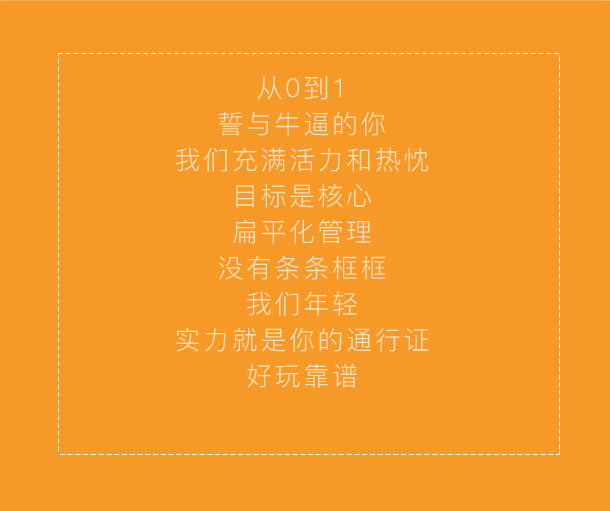 从0到1
誓与牛逼的你
我们充满活力和热忱
目标是核心
扁平化管理
没有条条框框
我们年轻
实力就是你的通行证
好玩靠谱